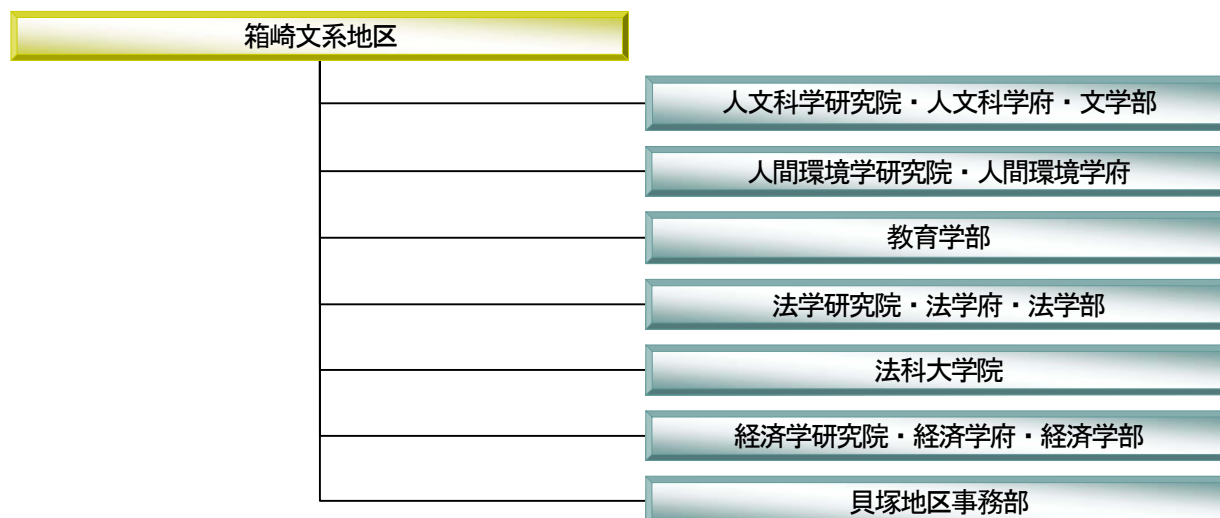 箱崎文系地区
人文科学研究院・人文科学府・文学部
人間環境学研究院・人間環境学府
教育学部
法学研究院・法学府・法学部
法科大学院
経済学研究院・経済学府・経済学部
貝塚地区事務部